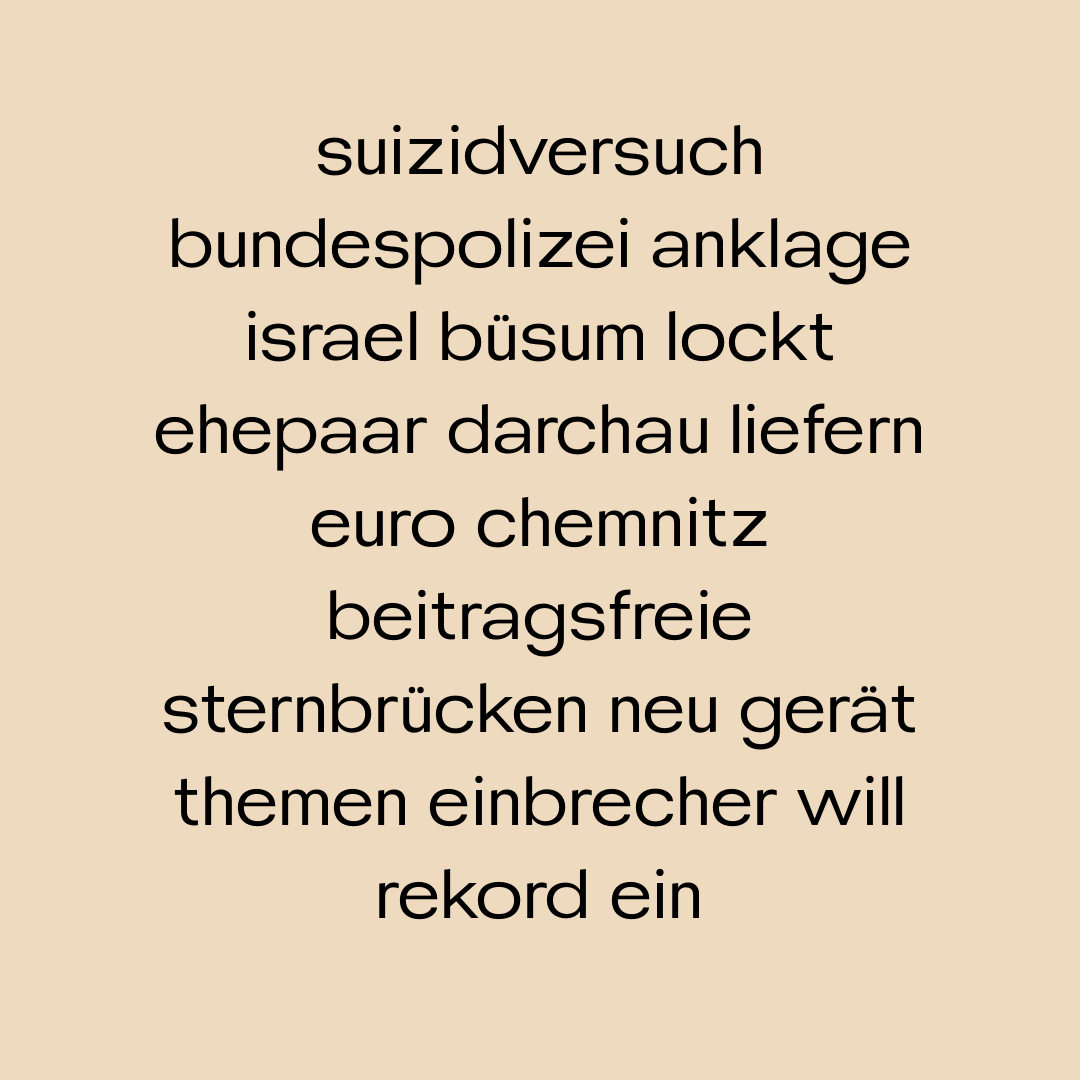 suizidversuch
bundespolizei anklage
israel büsum lockt
ehepaar darchau liefern
euro chemnitz
beitragsfreie
sternbrücken neu gerät
themen einbrecher will
rekord ein